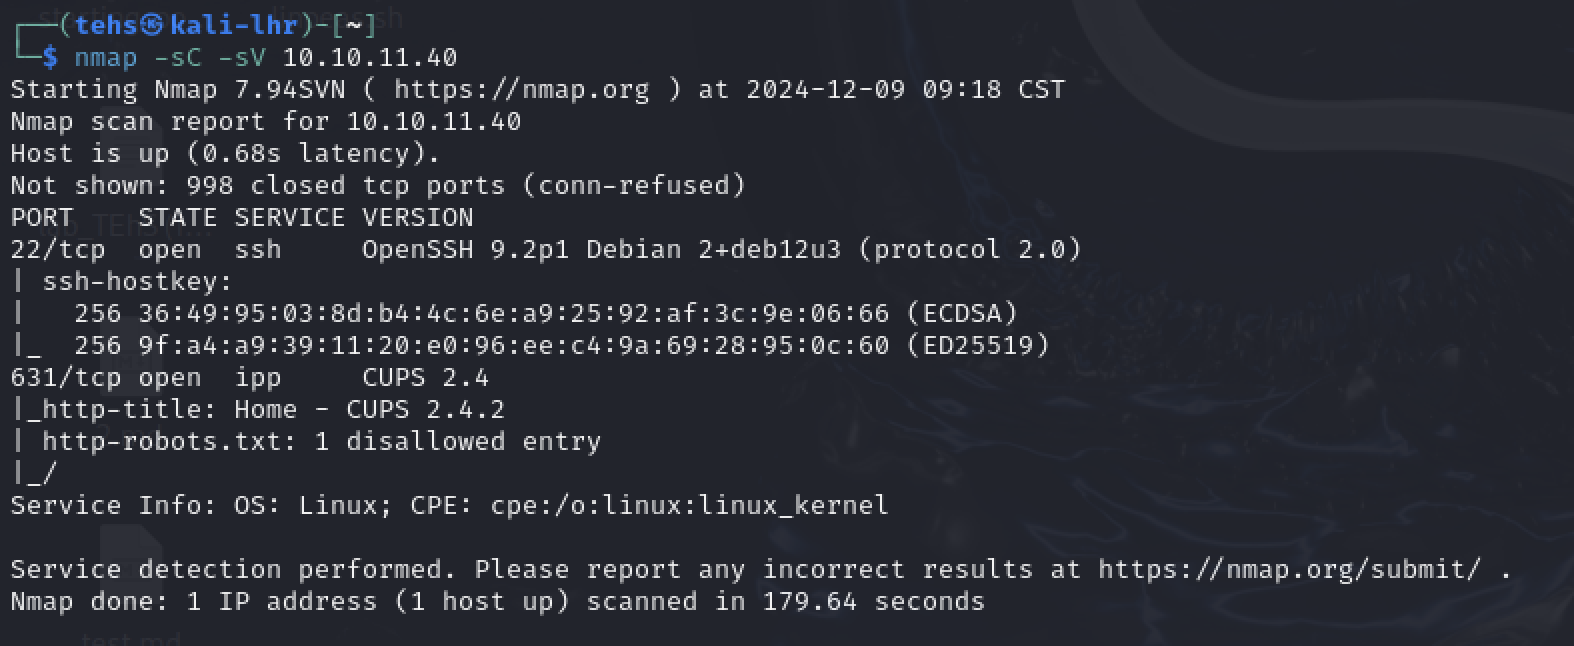 ┌──(tehs㉿kali-lhr)-[~]
└─$ nmap -sC -sV 10.10.11.40
Starting Nmap 7.94SVN ( https://nmap.org ) at 2024-12-09 09:18 CST
Nmap scan report for 10.10.11.40
Host is up (0.68s latency).
Not shown: 998 closed tcp ports (conn-refused)
PORT    STATE SERVICE VERSION
22/tcp  open  ssh     OpenSSH 9.2p1 Debian 2+deb12u3 (protocol 2.0)
| ssh-hostkey:
|   256 36:49:95:03:8d:b4:4c:6e:a9:25:92:af:3c:9e:06:66 (ECDSA)
|_  256 9f:a4:a9:39:11:20:e0:96:ee:c4:9a:69:28:95:0c:60 (ED25519)
631/tcp open  ipp     CUPS 2.4
|_http-title: Home - CUPS 2.4.2
| http-robots.txt: 1 disallowed entry
|_/
Service Info: OS: Linux; CPE: cpe:/o:linux:linux_kernel
Service detection performed. Please report any incorrect results at https://nmap.org/submit/ .
Nmap done: 1 IP address (1 host up) scanned in 179.64 seconds
test.md